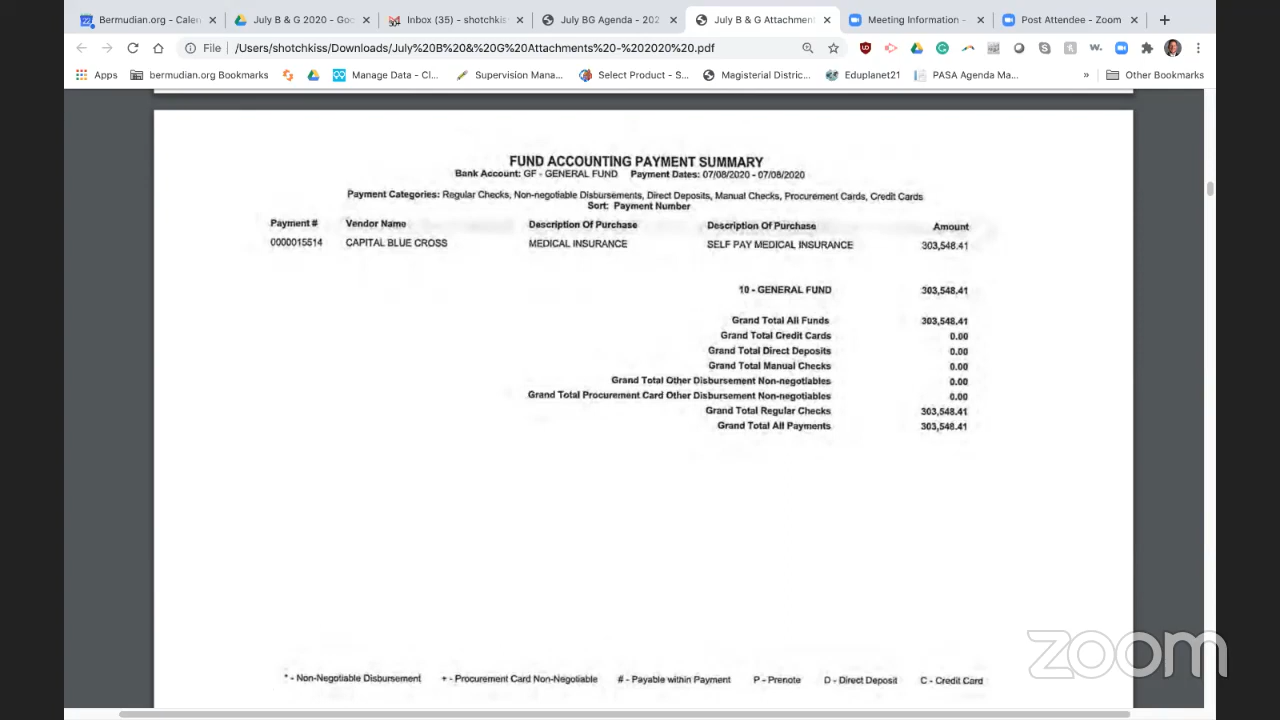 Bermudian.org - Calen
July B & G 2020 - Goo
Inbox (35) - shotchkis
July BG Agenda - 202
July B & G Attachment
Meeting Information -
Post Attendee - Zoom
File
/Users/shotchkiss/Downloads/July%20B%20&%20G%20Attachments%20-%202020%20.pdf
Apps
bermudian.org Bookmarks
Manage Data - Cl...
Supervision Mana...
Select Product - S...
Magisterial Distric...
Eduplanet21
PASA Agenda Ma...
»
Other Bookmarks
FUND ACCOUNTING PAYMENT SUMMARY
Bank Account: GF - GENERAL FUND Payment Dates: 07/08/2020 - 07/08/2020
Payment Categories: Regular Checks, Non-negotiable Disbursements, Direct Deposits, Manual Checks, Procurement Cards, Credit Cards
Sort: Payment Number
Payment # Vendor Name Description Of Purchase Description Of Purchase Amount
0000015514 CAPITAL BLUE CROSS MEDICAL INSURANCE SELF PAY MEDICAL INSURANCE 303,548.41
10 - GENERAL FUND 303,548.41
Grand Total All Funds 303,548.41
Grand Total Credit Cards 0.00
Grand Total Direct Deposits 0.00
Grand Total Manual Checks 0.00
Grand Total Other Disbursement Non-negotiables 0.00
Grand Total Procurement Card Other Disbursement Non-negotiables 0.00
Grand Total Regular Checks 303,548.41
Grand Total All Payments 303,548.41
zoom
* - Non-Negotiable Disbursement + - Procurement Card Non-Negotiable # - Payable within Payment P - Prenote D - Direct Deposit C - Credit Card